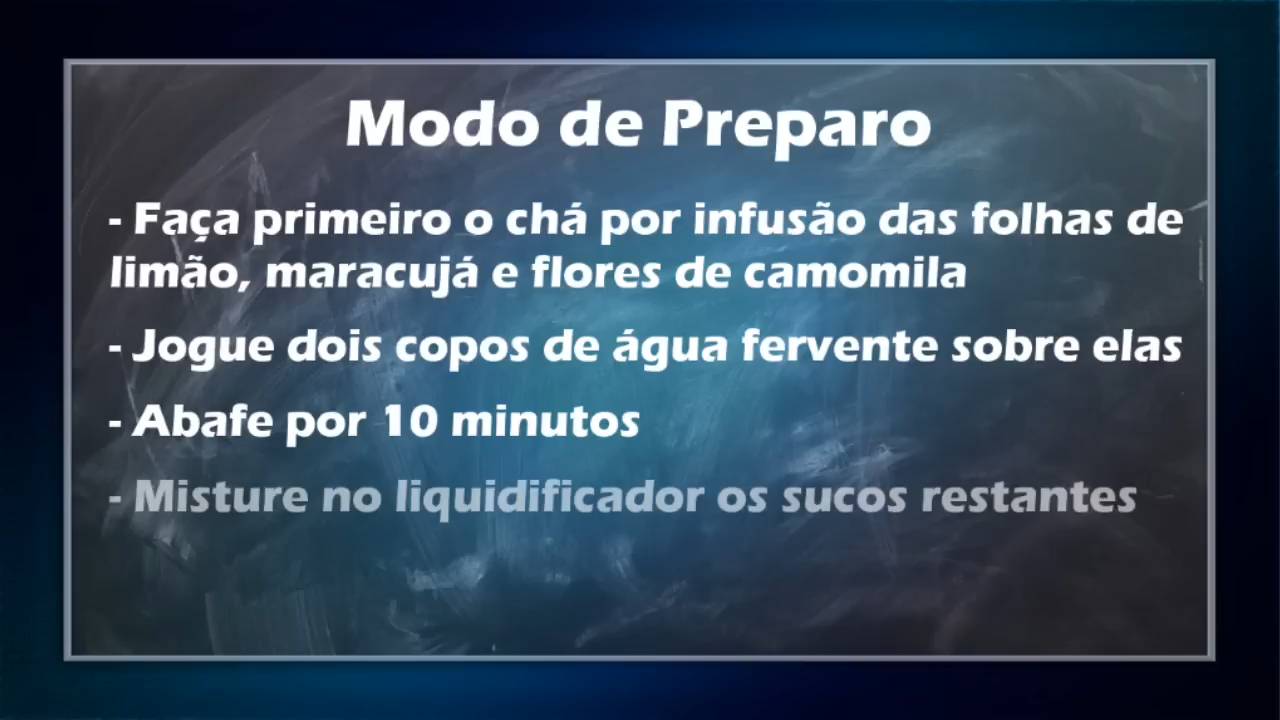 Modo de Preparo
- Faça primeiro o chá por infusão das folhas de
limão, maracujá e flores de camomila
- Jogue dois copos de água fervente sobre elas
- Abafe por 10 minutos
- Misture no liquidificador os sucos restantes